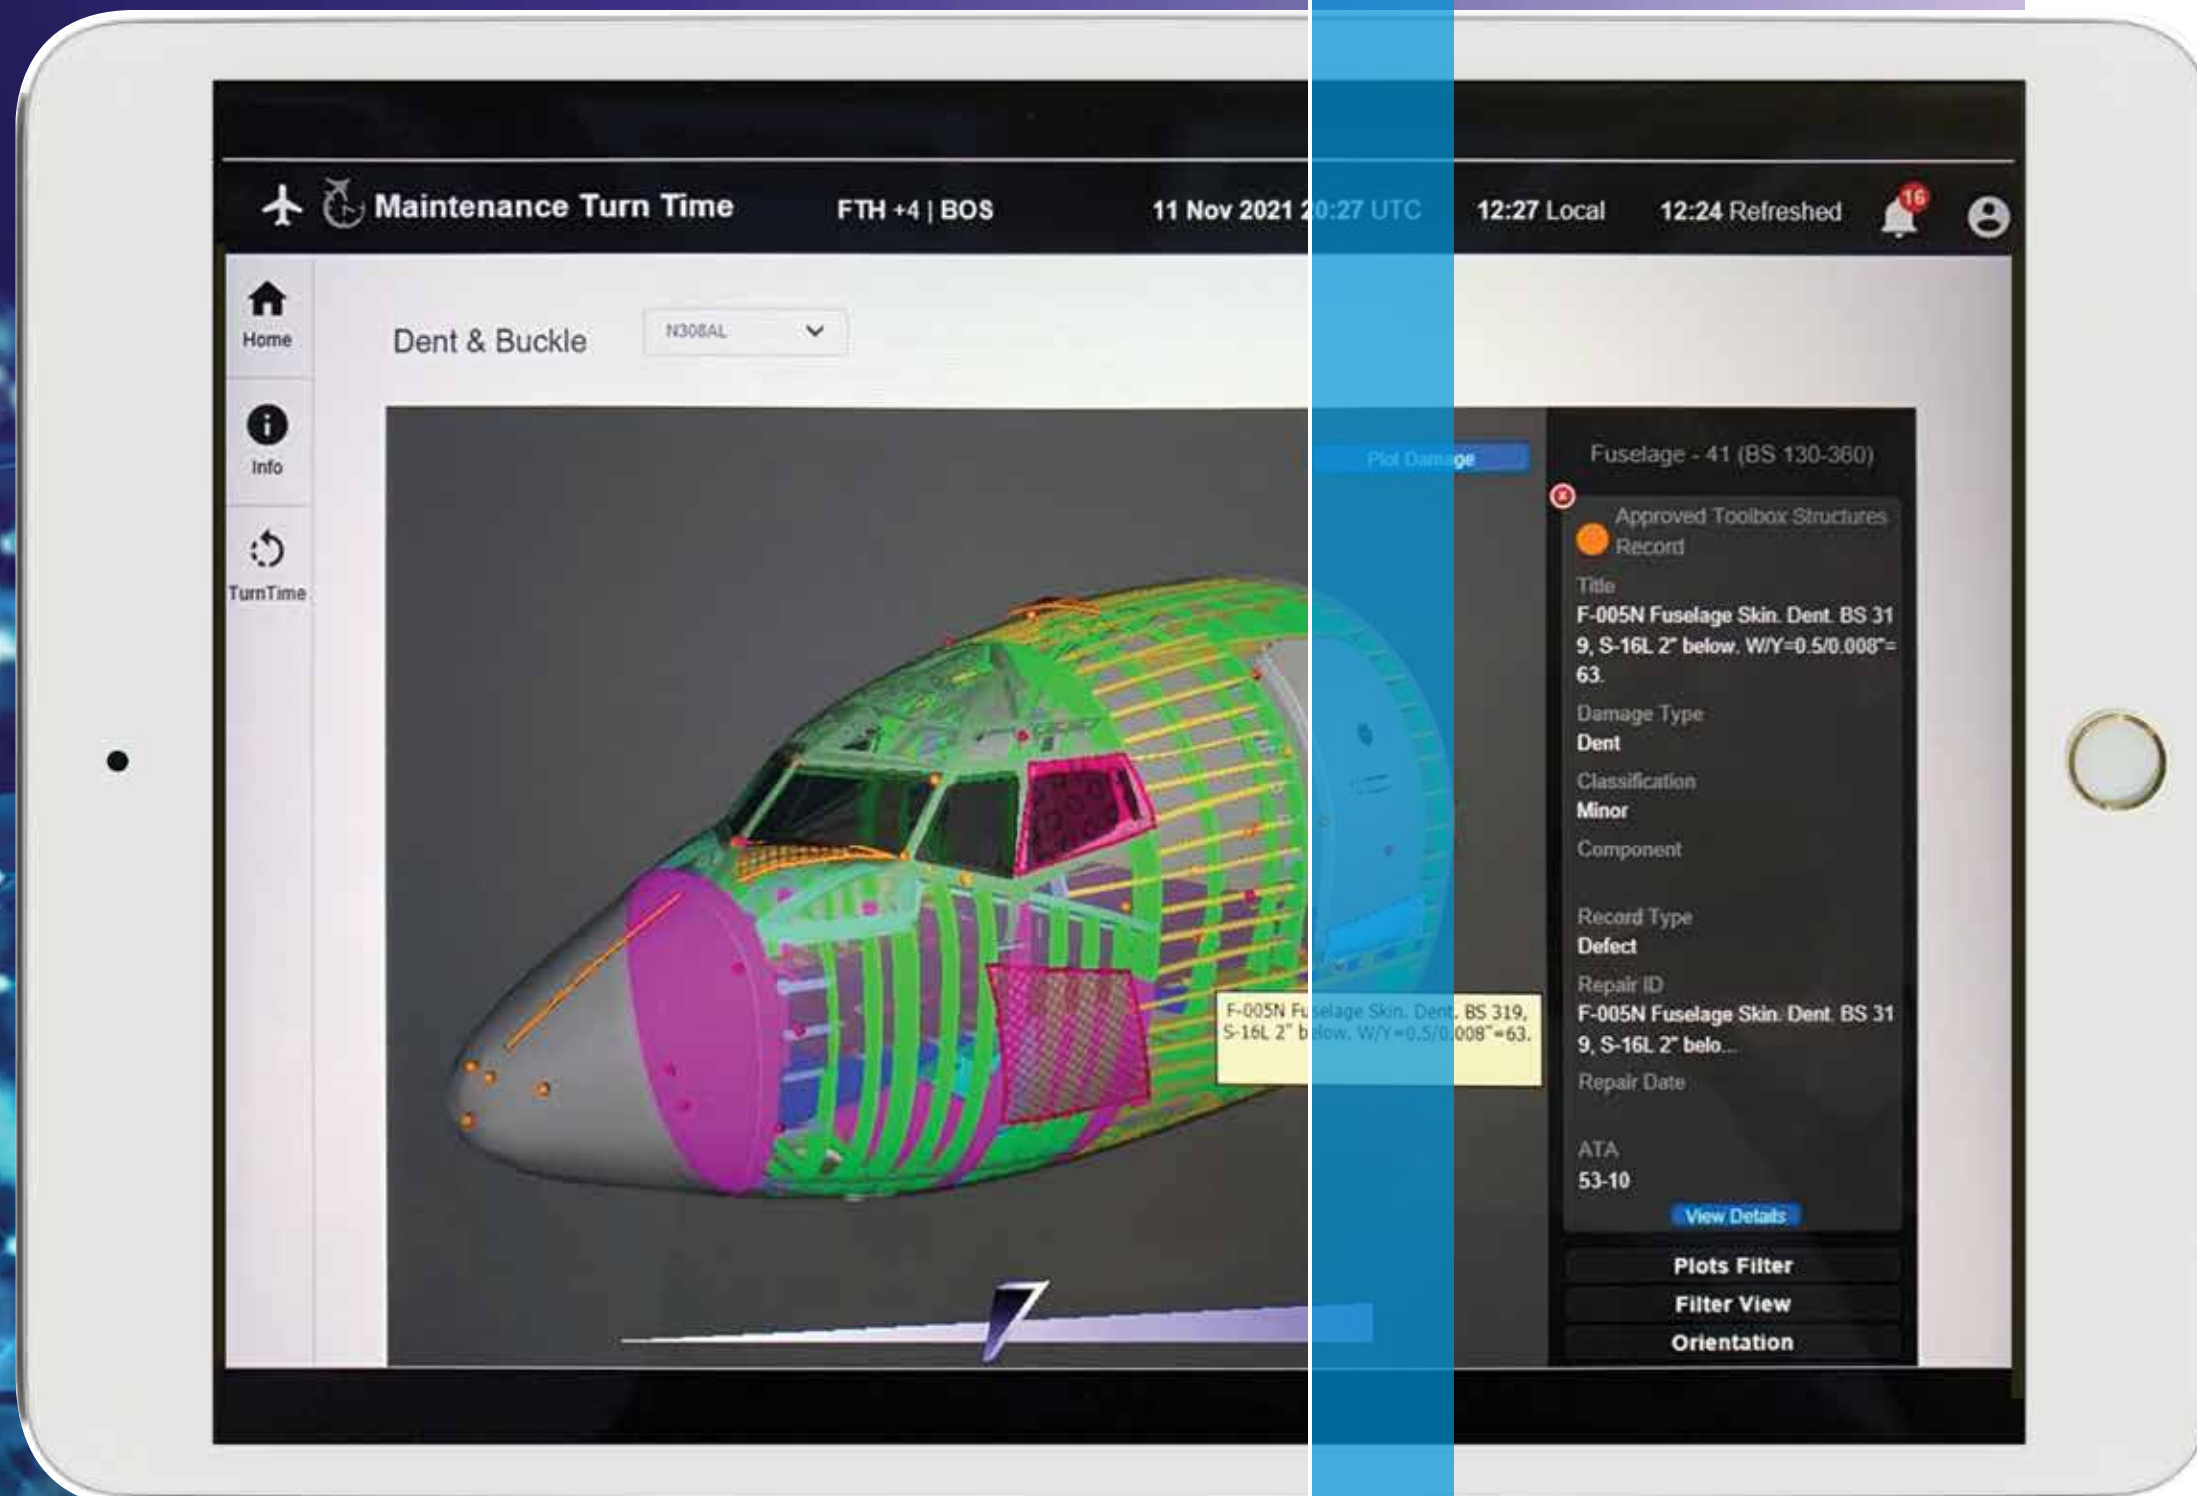 Maintenance Turn Time
FTH +4 | BOS
11 Nov 2021 20:27 UTC
12:27 Local
12:24 Refreshed
16
Home
Info
TurnTime
Dent & Buckle
N308AL
Plot Damage
F-005N Fuselage Skin. Dent. BS 319,
S-16L 2" below. W/Y=0.5/0.008"=63.
7
Fuselage - 41 (BS 130-360)
x
Approved Toolbox Structures
Record
Title
F-005N Fuselage Skin. Dent. BS 31
9, S-16L 2" below. W/Y=0.5/0.008"=
63.
Damage Type
Dent
Classification
Minor
Component
Record Type
Defect
Repair ID
F-005N Fuselage Skin. Dent. BS 31
9, S-16L 2" belo...
Repair Date
ATA
53-10
View Details
Plots Filter
Filter View
Orientation